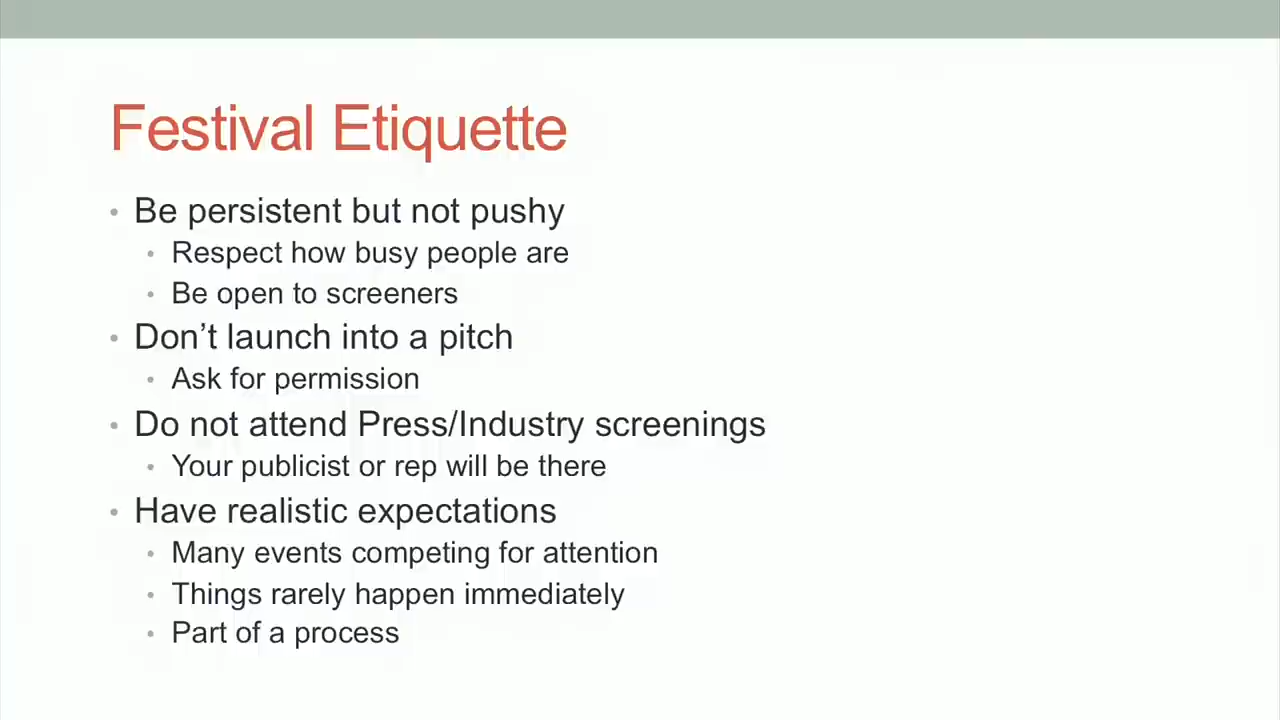 Festival Etiquette
• Be persistent but not pushy
• Respect how busy people are
• Be open to screeners
• Don’t launch into a pitch
• Ask for permission
• Do not attend Press/Industry screenings
• Your publicist or rep will be there
• Have realistic expectations
• Many events competing for attention
• Things rarely happen immediately
• Part of a process